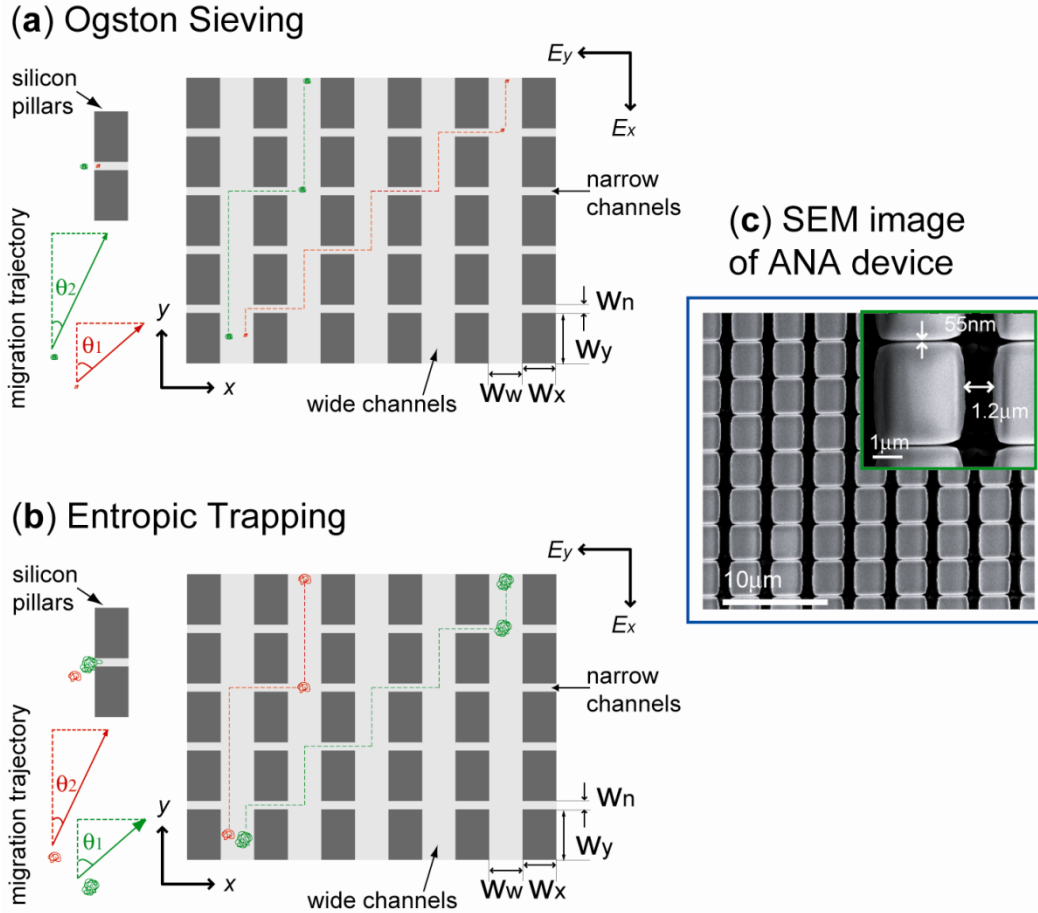 (a) Ogston Sieving
silicon
pillars
migration trajectory
θ2
θ1
y
x
Ey
Ex
narrow
channels
Wn
Wy
Ww Wx
wide channels
(b) Entropic Trapping
silicon
pillars
migration trajectory
θ2
θ1
y
x
Ey
Ex
narrow
channels
Wn
Wy
Ww Wx
wide channels
(c) SEM image
of ANA device
55nm
1.2μm
1μm
10μm